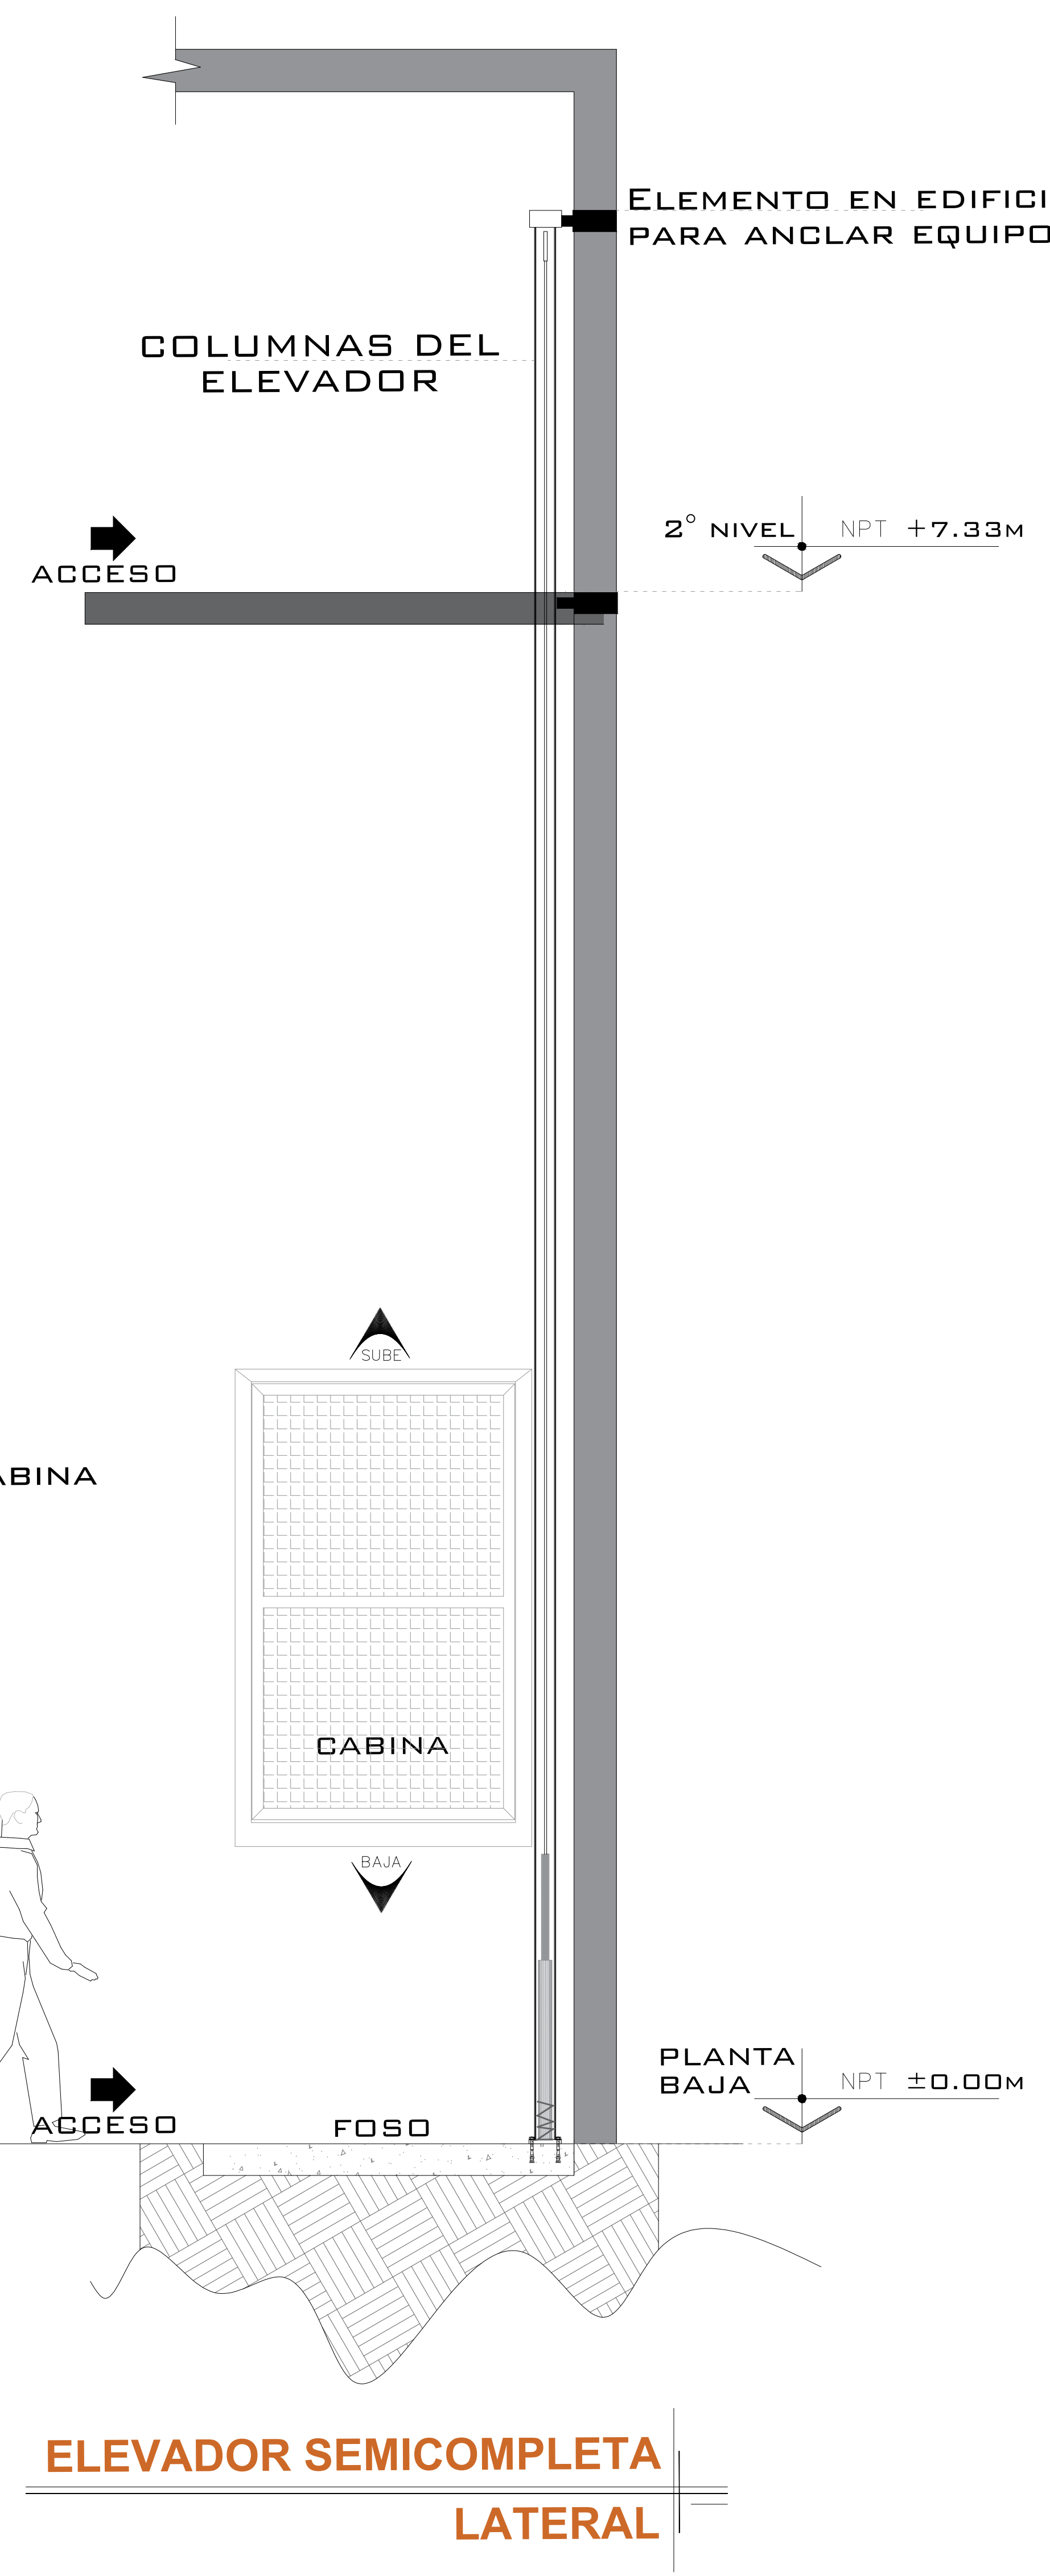 ELEMENTO EN EDIFICI
PARA ANCLAR EQUIPO
COLUMNAS DEL
ELEVADOR
2° NIVEL NPT +7.33M
ACCESO
SUBE
ABINA
CABINA
BAJA
PLANTA
BAJA NPT ±0.00M
ACCESO
FOSO
ELEVADOR SEMICOMPLETA
LATERAL